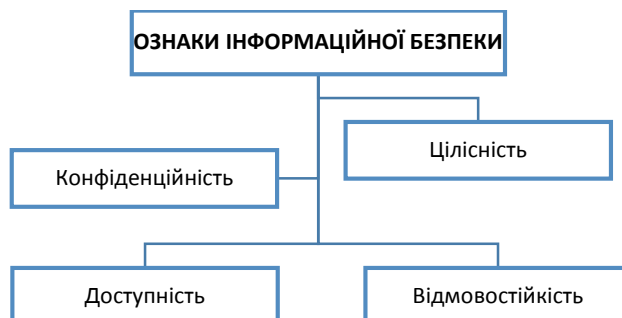 ОЗНАКИ ІНФОРМАЦІЙНОЇ БЕЗПЕКИ
Цілісність
Конфіденційність
Доступність
Відмовостійкість